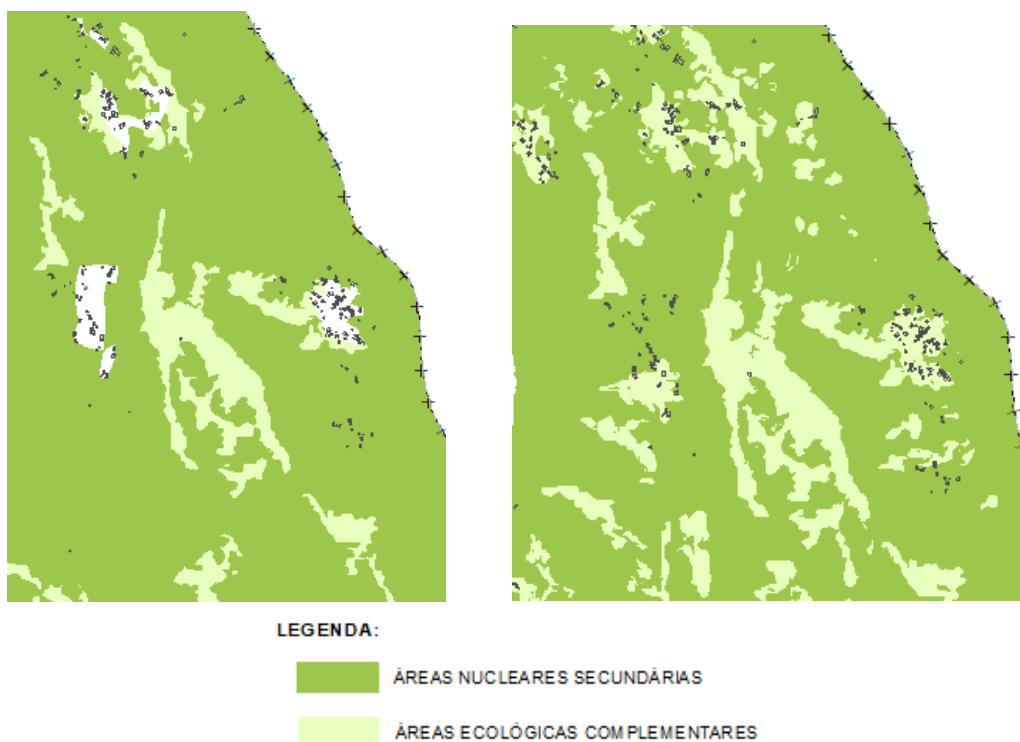 LEGENDA:
ÁREAS NUCLEARES SECUNDÁRIAS
ÁREAS ECOLÓGICAS COMPLEMENTARES